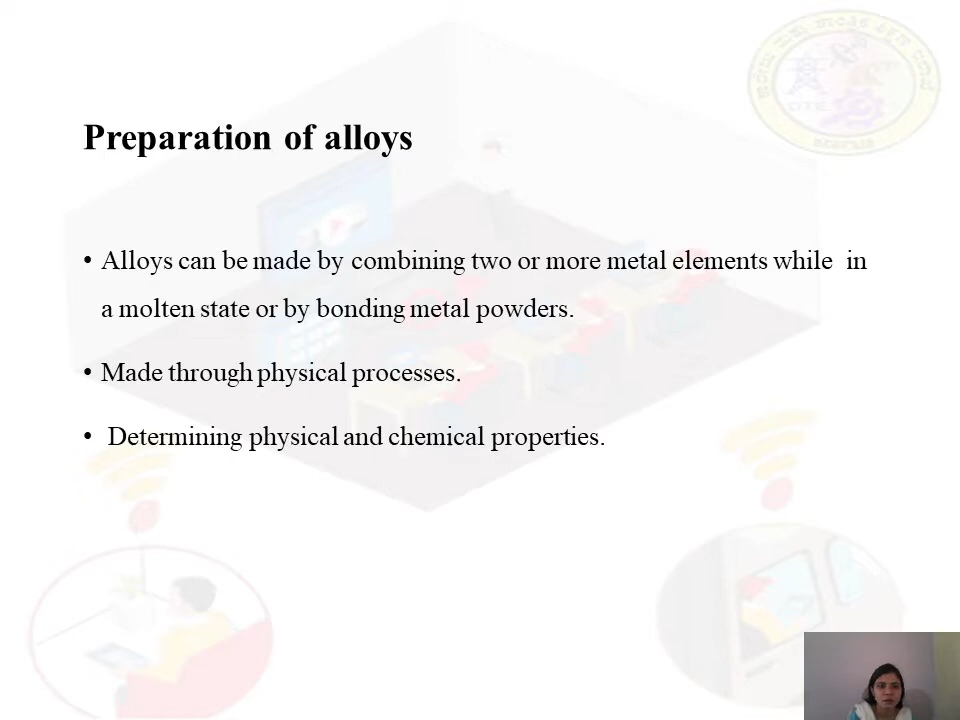 Preparation of alloys
• Alloys can be made by combining two or more metal elements while in
a molten state or by bonding metal powders.
• Made through physical processes.
• Determining physical and chemical properties.
DTE